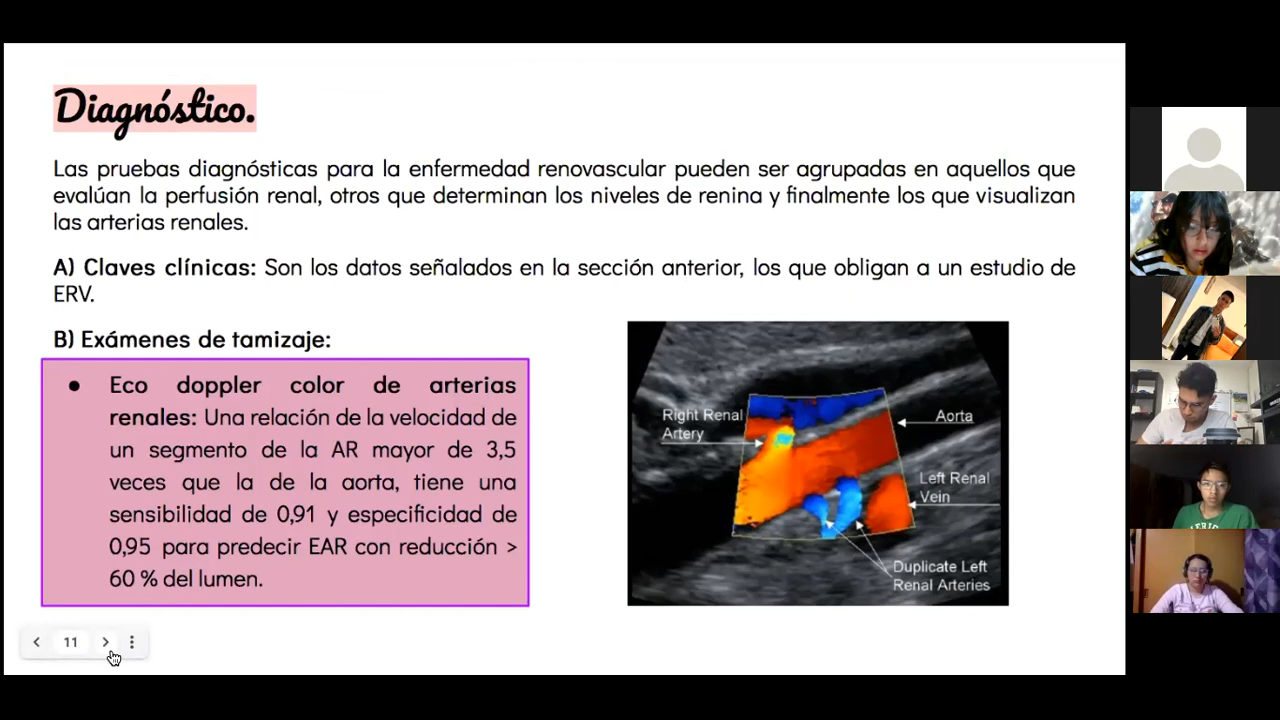 Diagnóstico.
Las pruebas diagnósticas para la enfermedad renovascular pueden ser agrupadas en aquellos que
evalúan la perfusión renal, otros que determinan los niveles de renina y finalmente los que visualizan
las arterias renales.
A) Claves clínicas: Son los datos señalados en la sección anterior, los que obligan a un estudio de
ERV.
B) Exámenes de tamizaje:
● Eco doppler color de arterias
renales: Una relación de la velocidad de
un segmento de la AR mayor de 3,5
veces que la de la aorta, tiene una
sensibilidad de 0,91 y especificidad de
0,95 para predecir EAR con reducción >
60 % del lumen.
Right Renal
Artery
Aorta
Left Renal
Vein
Duplicate Left
Renal Arteries
11